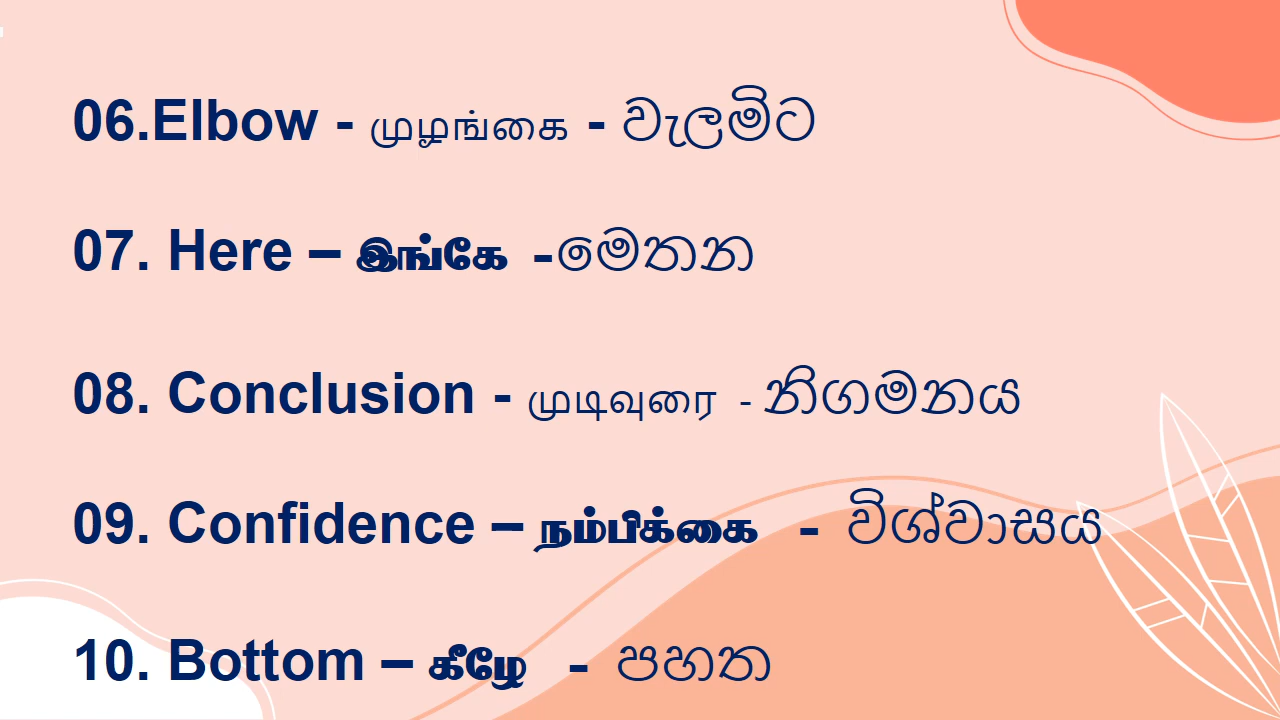 06.Elbow - முழங்கை - වැලමිට
07. Here – இங்கே -මෙතන
08. Conclusion - முடிவுரை - නිගමනය
09. Confidence – நம்பிக்கை - විශ්වාසය
10. Bottom – கீழே - පහත